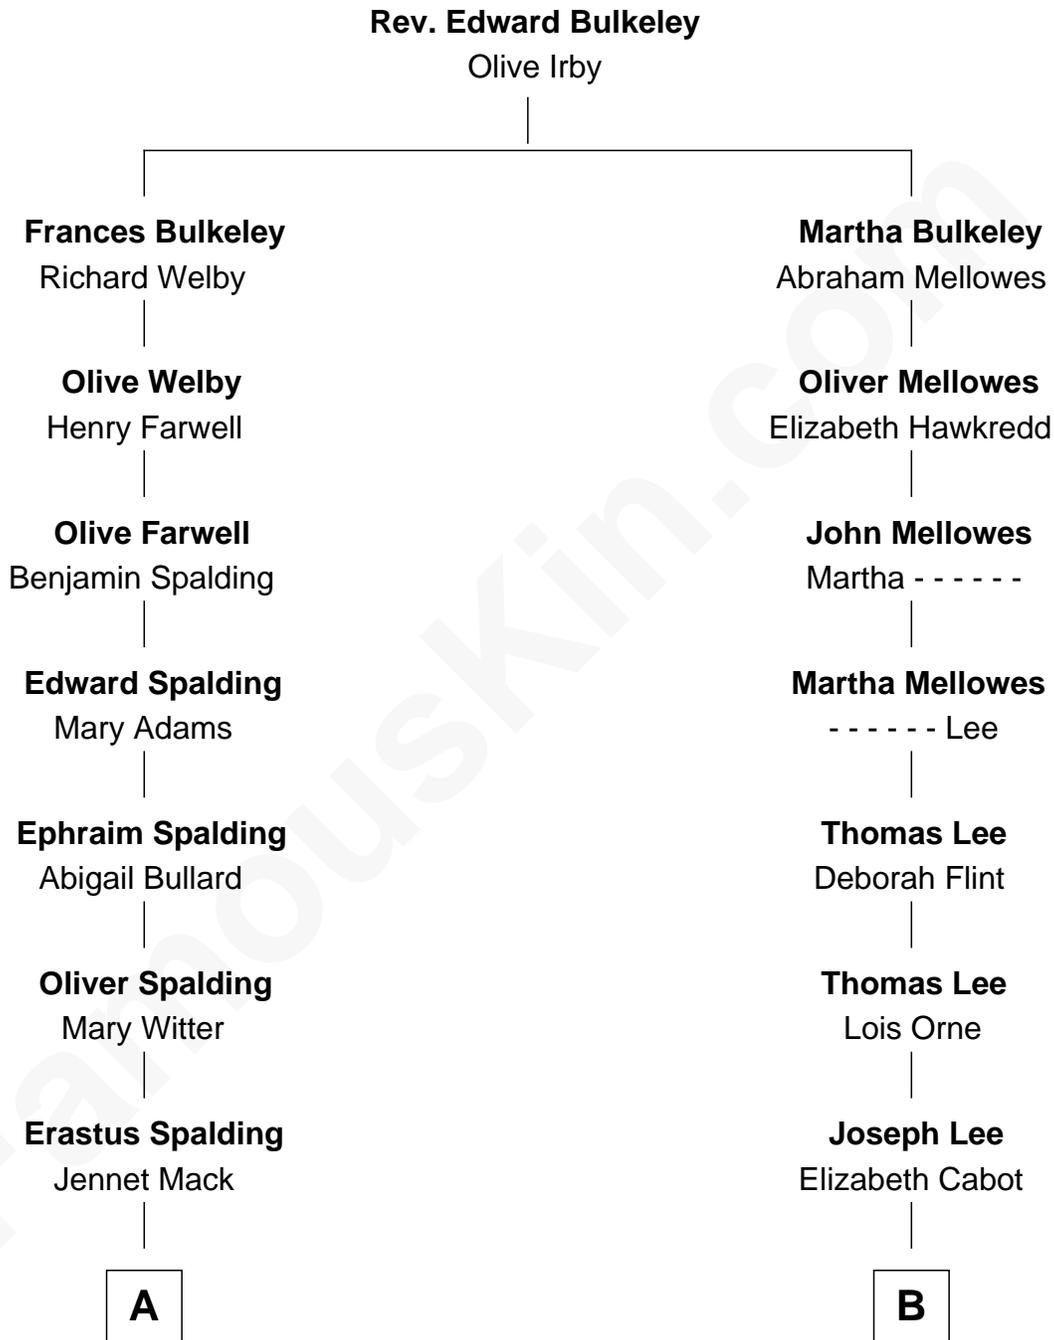 Rev. Edward Bulkeley
Olive Irby
Frances Bulkeley
Richard Welby
Olive Welby
Henry Farwell
Olive Farwell
Benjamin Spalding
Edward Spalding
Mary Adams
Ephraim Spalding
Abigail Bullard
Oliver Spalding
Mary Witter
Erastus Spalding
Jennet Mack
A
Martha Bulkeley
Abraham Mellowes
Oliver Mellowes
Elizabeth Hawkredd
John Mellowes
Martha - - - - - -
Martha Mellowes
- - - - - - Lee
Thomas Lee
Deborah Flint
Thomas Lee
Lois Orne
Joseph Lee
Elizabeth Cabot
B
FamousKin.com